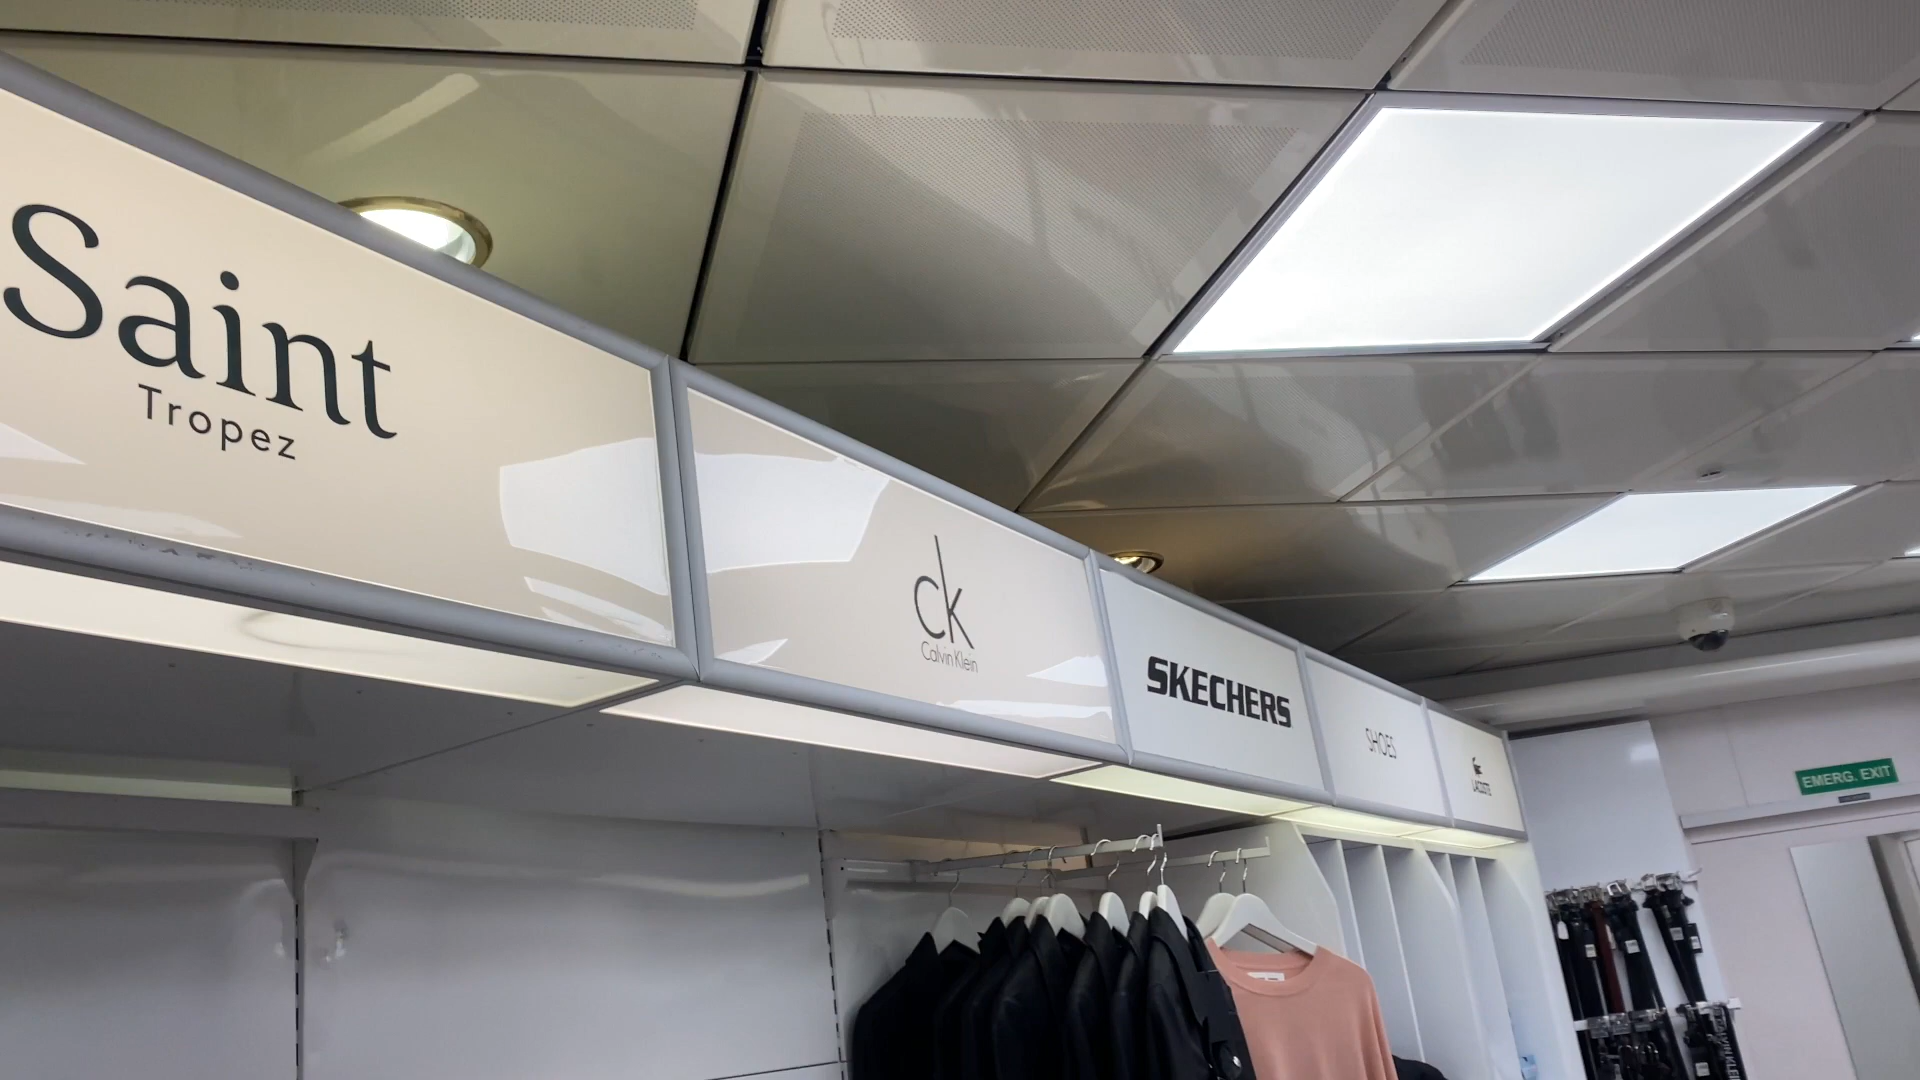 Saint
Tropez
ck
Calvin Klein
SKECHERS
SHOES
LACOSTE
EMERG. EXIT